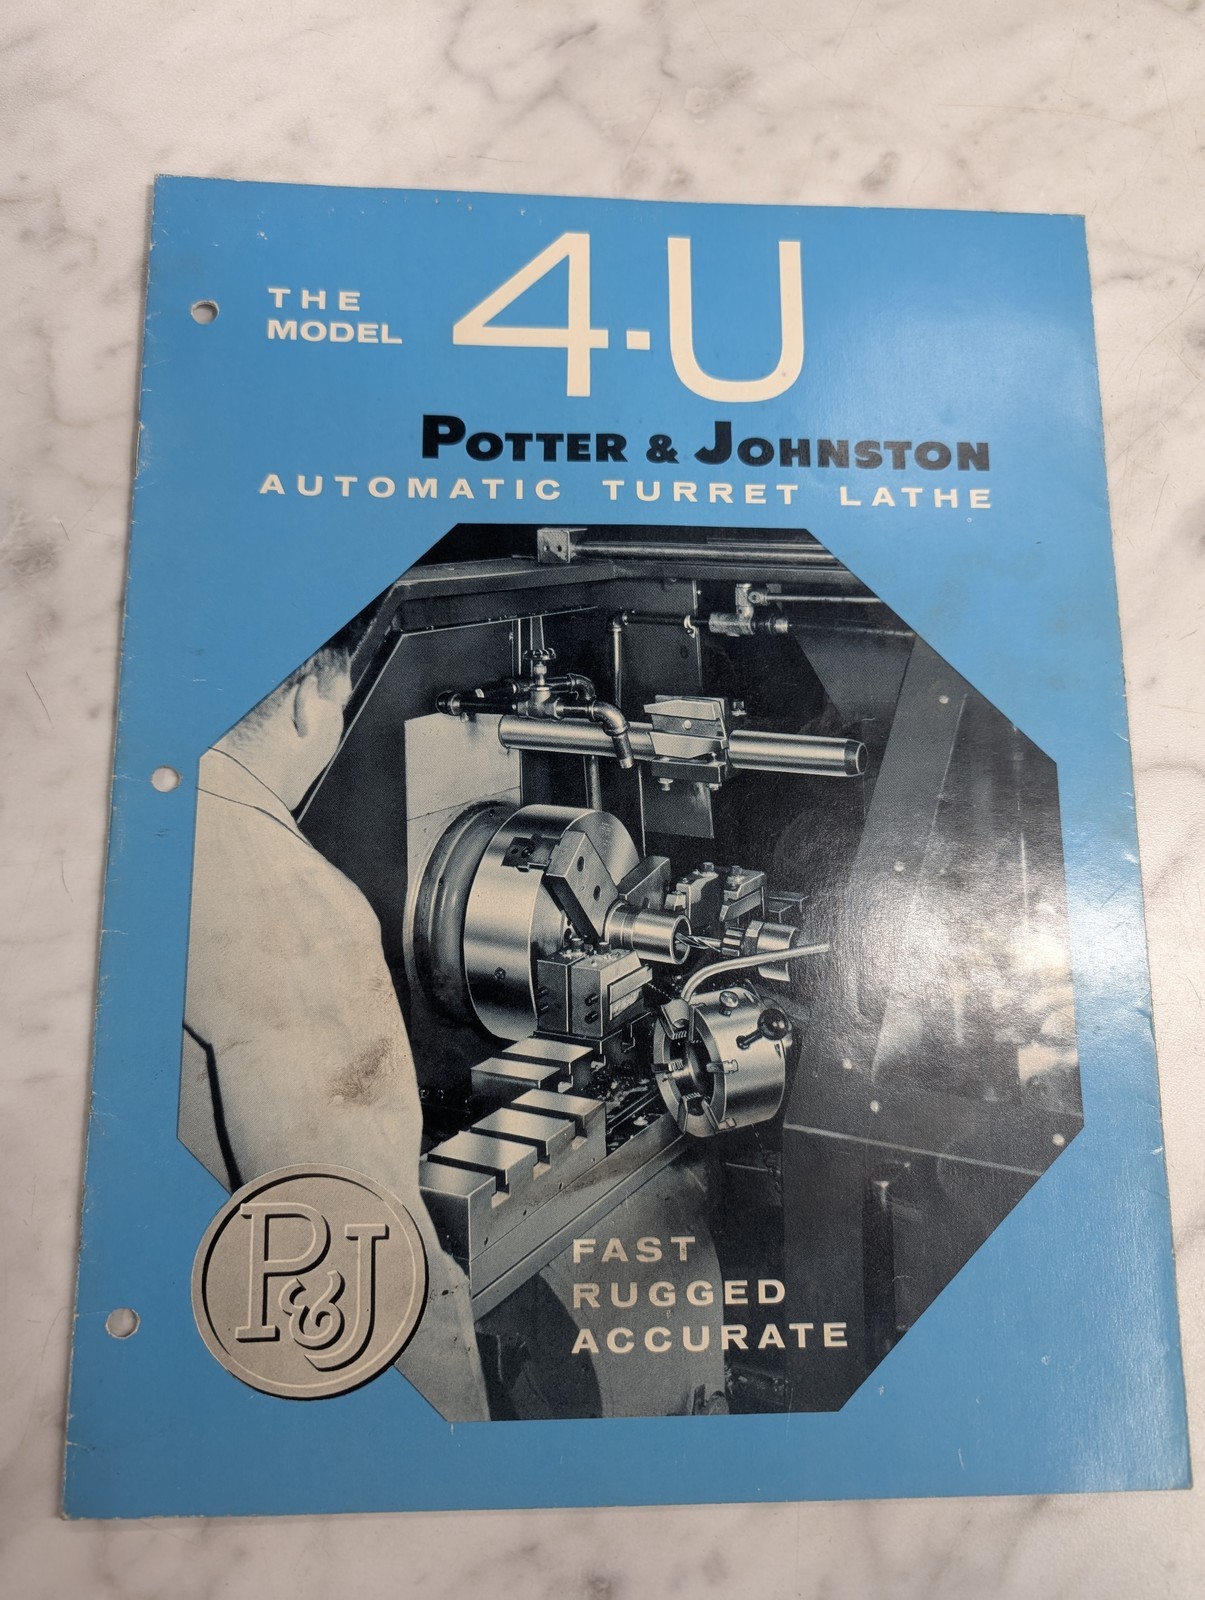 THE
MODEL
4-U
POTTER & JOHNSTON
AUTOMATIC TURRET LATHE
P&J
FAST
RUGGED
ACCURATE